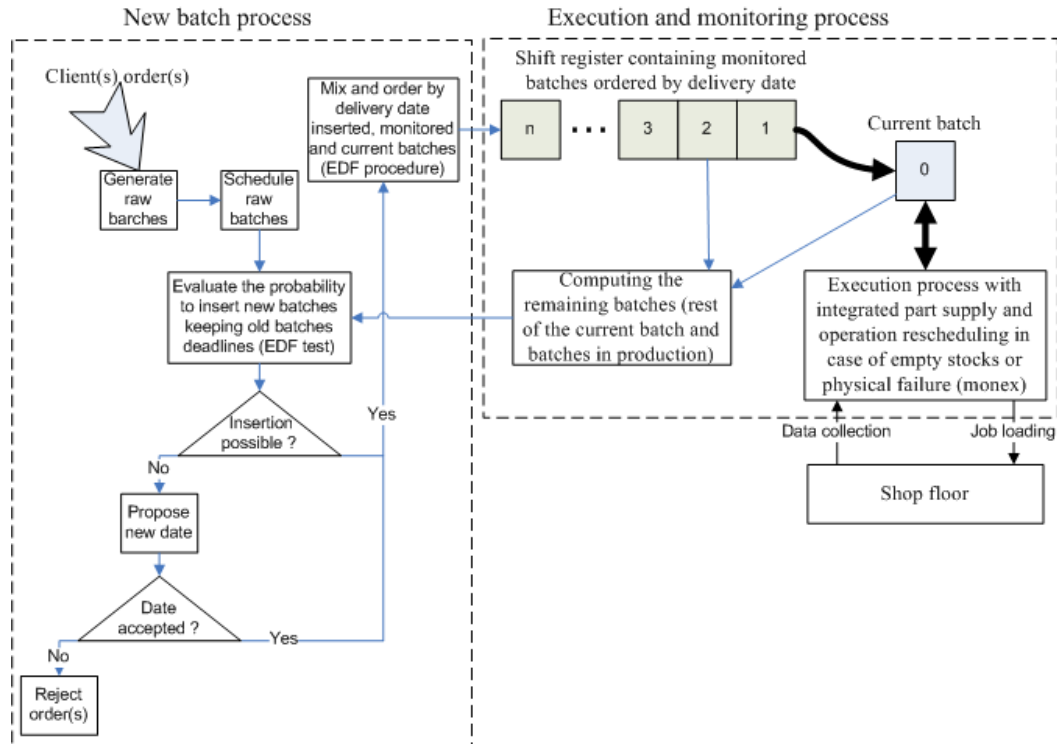 New batch process
Client(s) order(s)
Generate
raw
barches
Schedule
raw
batches
Mix and order by
delivery date
inserted, monitored
and current batches
(EDF procedure)
Evaluate the probability
to insert new batches
keeping old batches
deadlines (EDF test)
Insertion
possible ?
Yes
No
Propose
new date
Date
accepted ?
Yes
No
Reject
order(s)
Execution and monitoring process
Shift register containing monitored
batches ordered by delivery date
n
3
2
1
Current batch
0
Computing the
remaining batches (rest
of the current batch and
batches in production)
Execution process with
integrated part supply and
operation rescheduling in
case of empty stocks or
physical failure (monex)
Data collection
Job loading
Shop floor